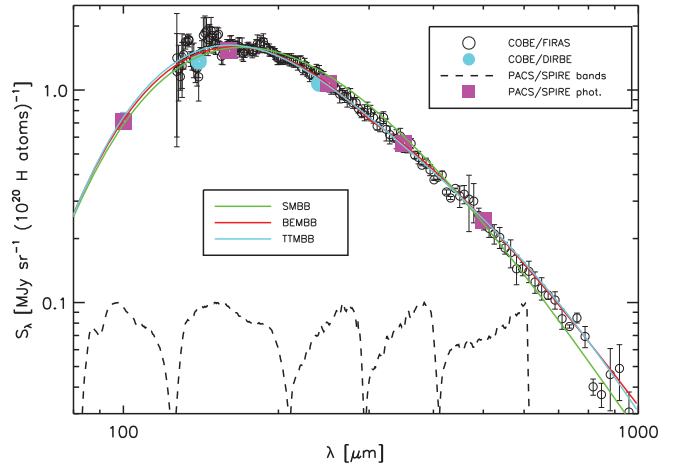 COBE/FIRAS
COBE/DIRBE
PACS/SPIRE bands
PACS/SPIRE phot.
1.0
SMBB
BEMBB
TTMBB
0.1
S_λ [MJy sr⁻¹ (10²⁰ H atoms)⁻¹]
100
1000
λ [μm]